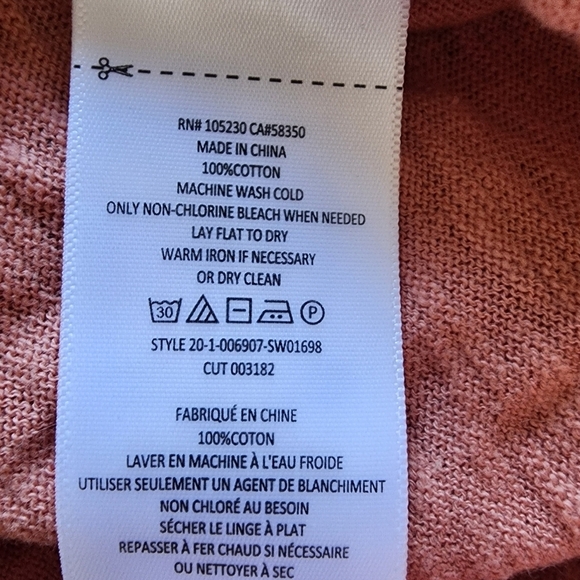 RN# 105230 CA#58350
MADE IN CHINA
100%COTTON
MACHINE WASH COLD
ONLY NON-CHLORINE BLEACH WHEN NEEDED
LAY FLAT TO DRY
WARM IRON IF NECESSARY
OR DRY CLEAN
30 P
STYLE 20-1-006907-SW01698
CUT 003182
FABRIQUÉ EN CHINE
100%COTON
LAVER EN MACHINE À L'EAU FROIDE
UTILISER SEULEMENT UN AGENT DE BLANCHIMENT
NON CHLORÉ AU BESOIN
SÉCHER LE LINGE À PLAT
REPASSER À FER CHAUD SI NÉCESSAIRE
OU NETTOYER À SEC